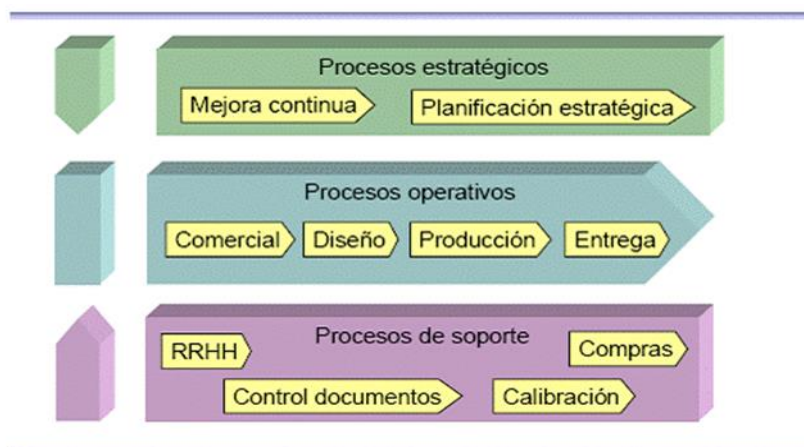 Procesos estratégicos
Mejora continua
Planificación estratégica
Procesos operativos
Comercial
Diseño
Producción
Entrega
Procesos de soporte
RRHH
Compras
Control documentos
Calibración